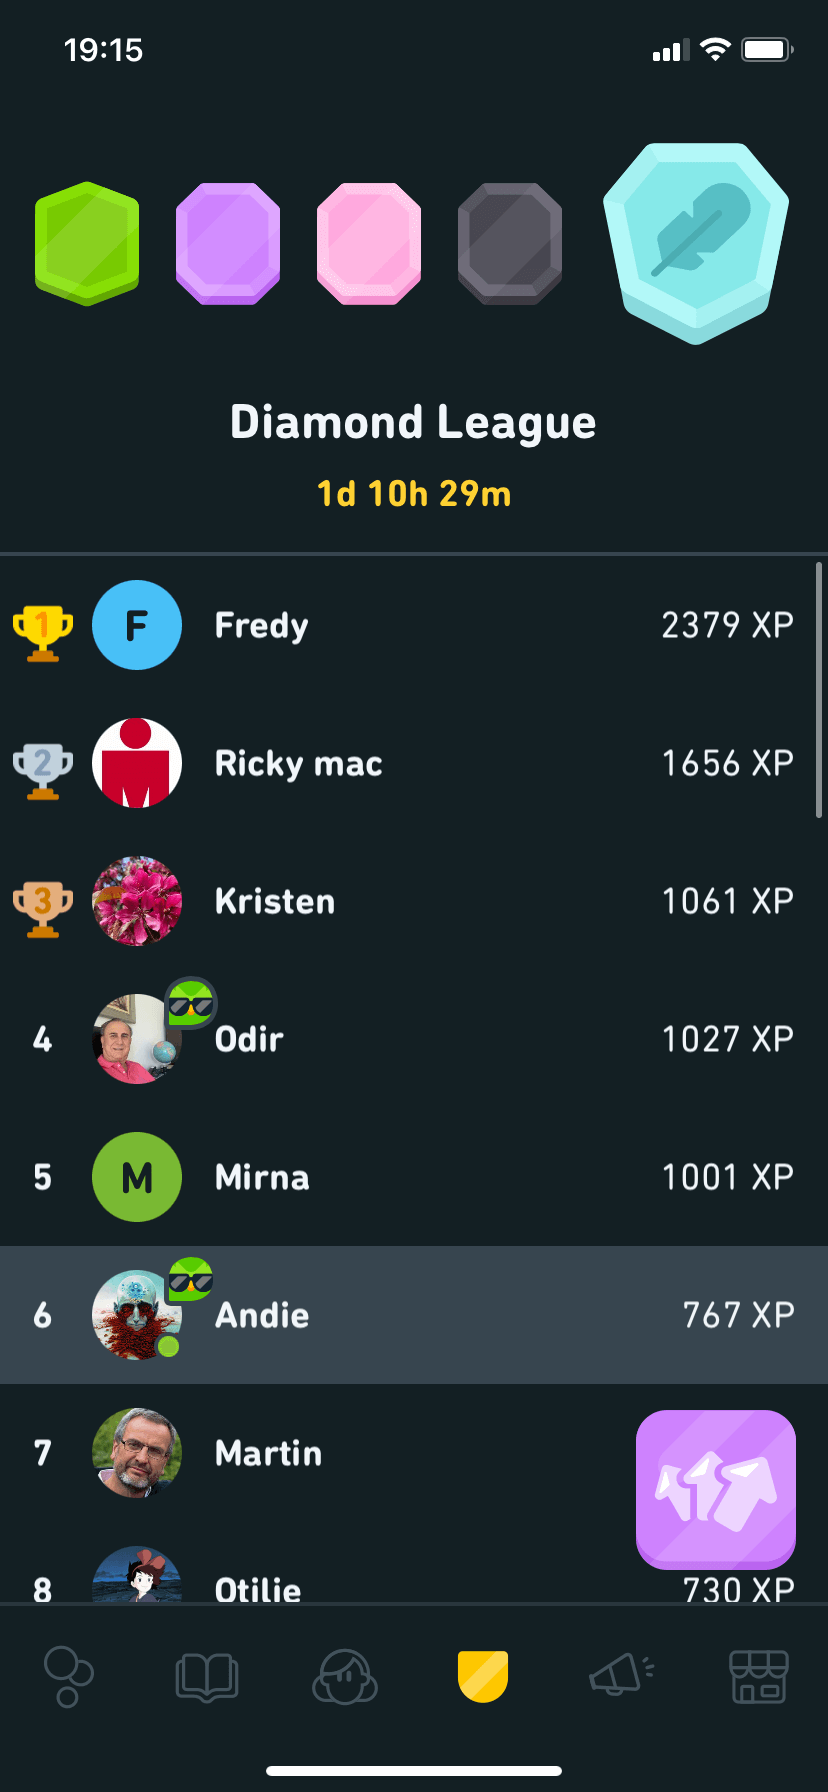 19:15
Diamond League
1d 10h 29m
1 F Fredy 2379 XP
2 Ricky mac 1656 XP
3 Kristen 1061 XP
4 Odir 1027 XP
5 M Mirna 1001 XP
6 Andie 767 XP
7 Martin
8 Otilie 730 XP